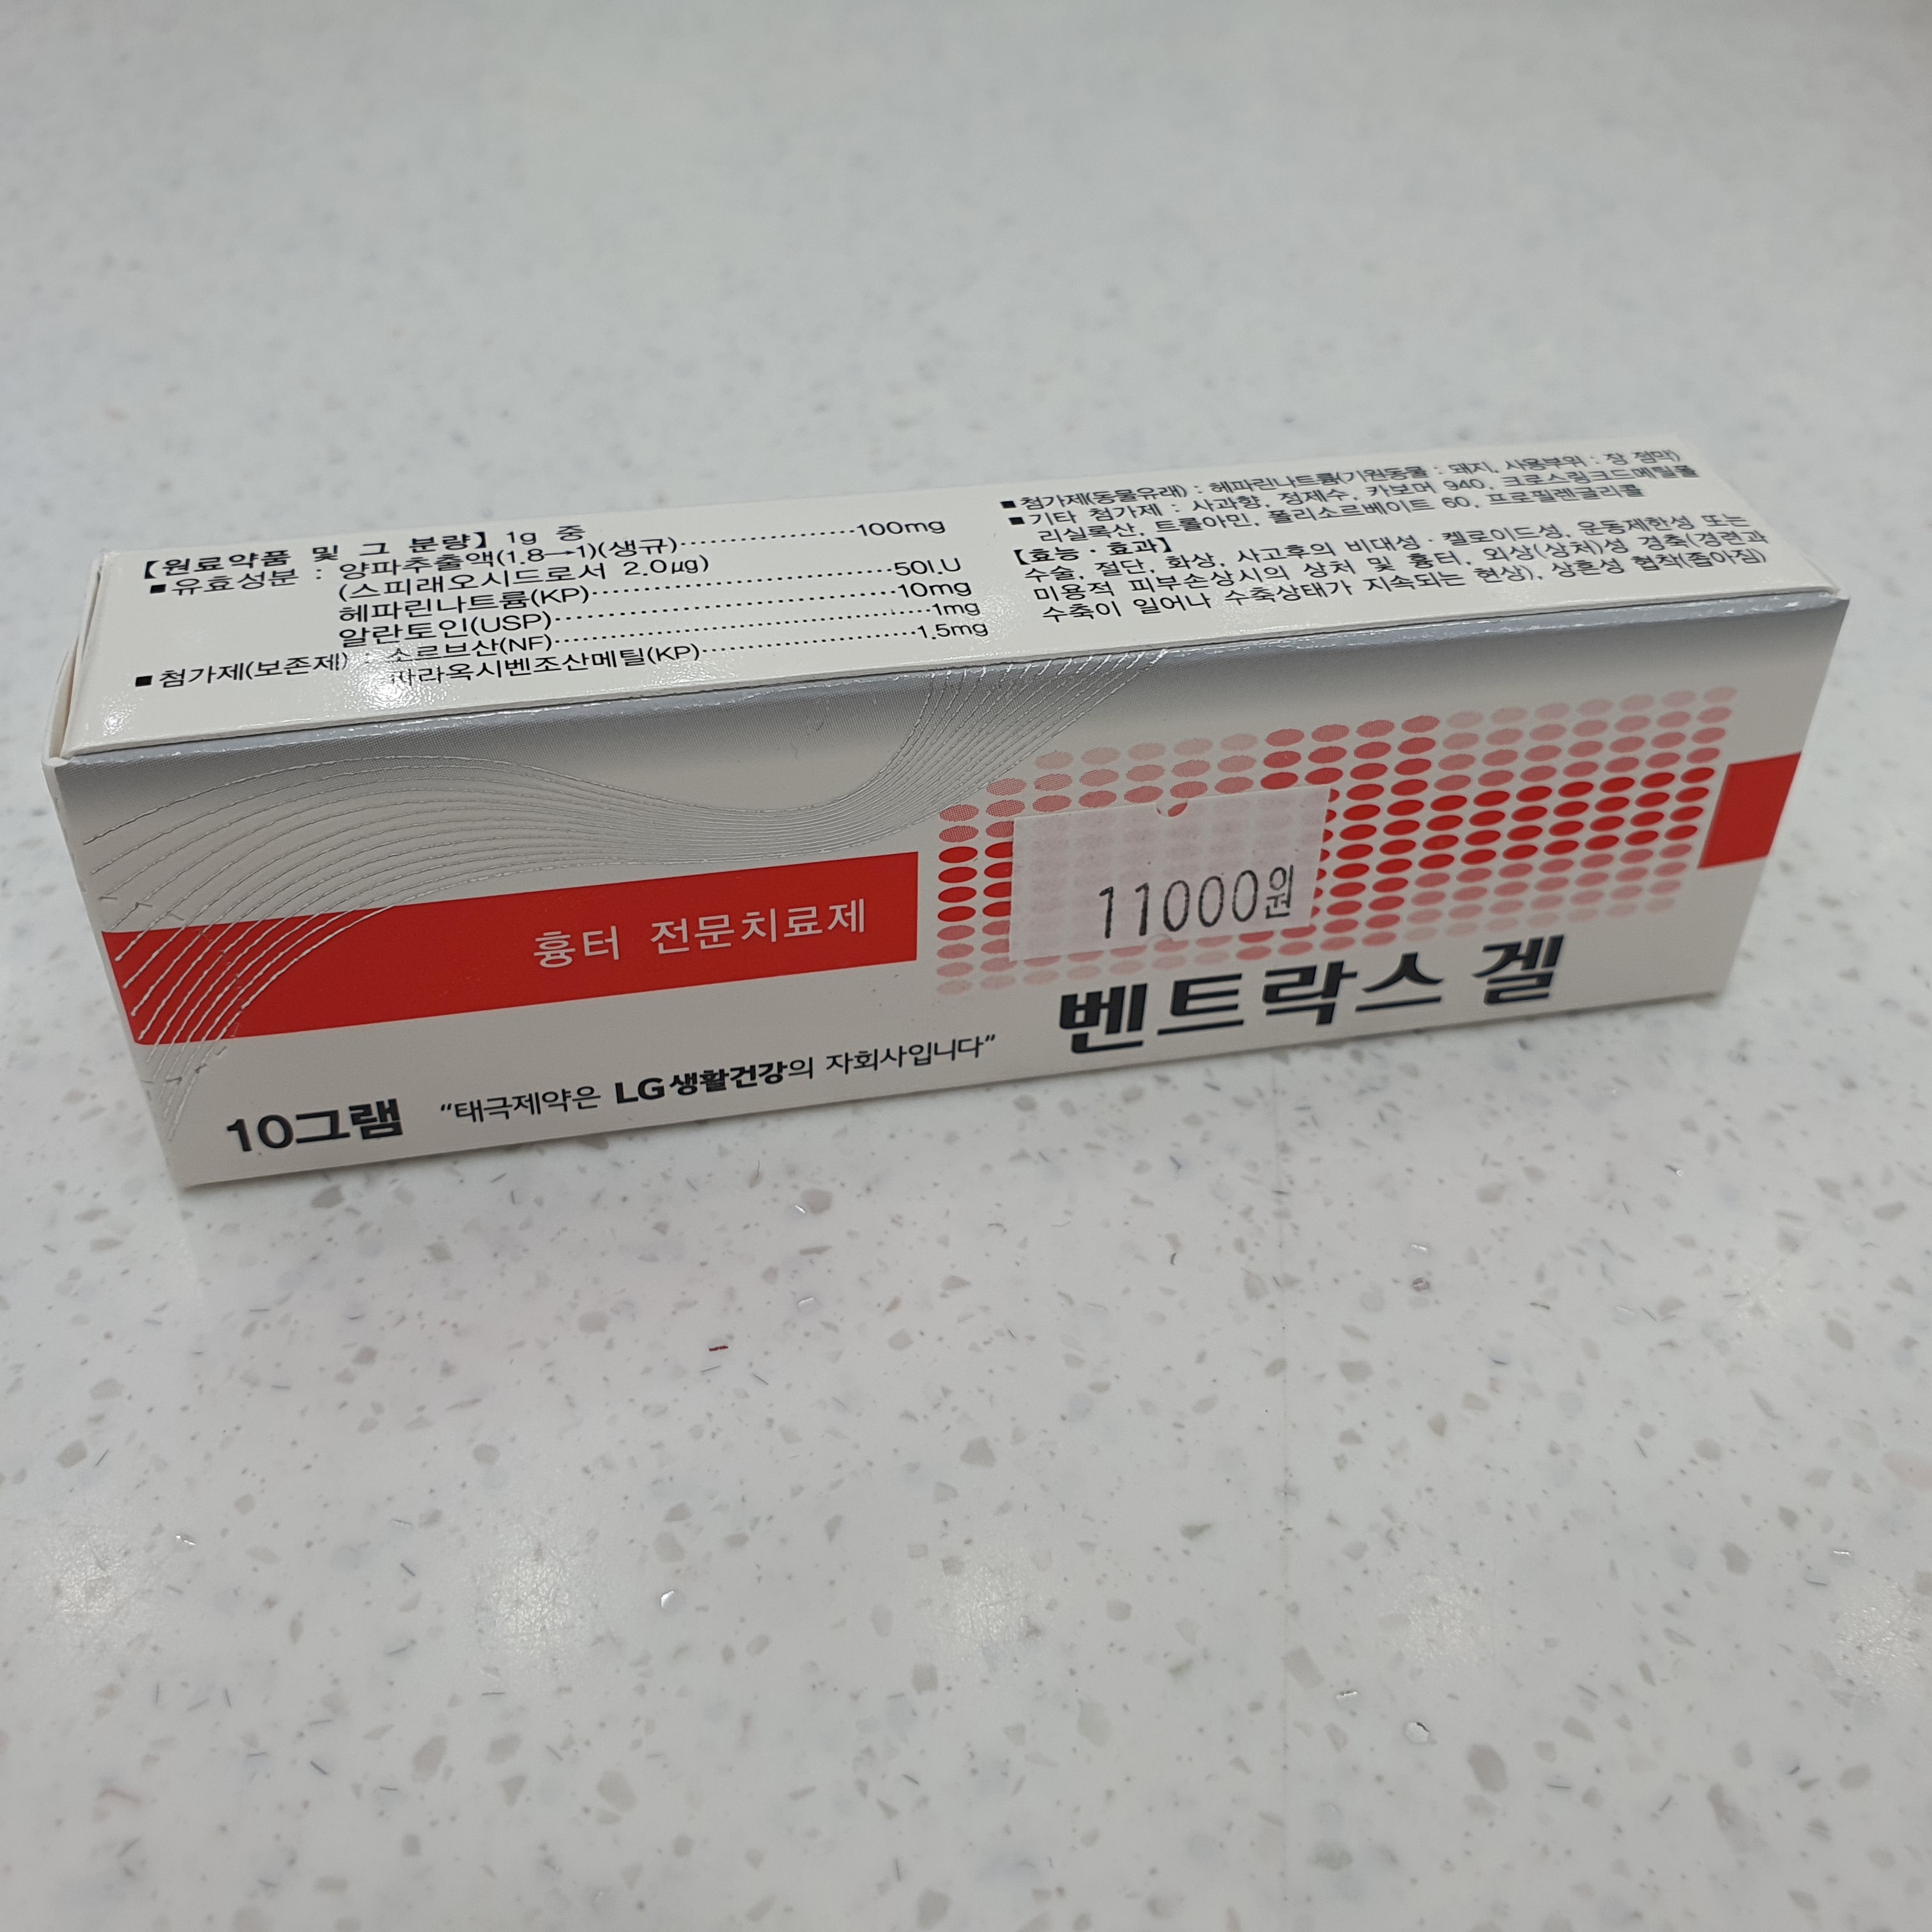 【원료약품 및 그 분량】 1g 중
■유효성분 : 양파추출액(1.8→1)(생규)··················100mg
(스피래오시드로서 2.0μg)
헤파린나트륨(KP)······························50I.U
알란토인(USP)··································10mg
■첨가제(보존제) : 소르브산(NF)·····································1mg
파라옥시벤조산메틸(KP)·······················1.5mg
■첨가제(동물유래) : 헤파린나트륨(기원동물 : 돼지, 사용부위 : 장 점막)
■기타 첨가제 : 사과향, 정제수, 카보머 940, 크로스링크드메틸폴
리실록산, 트롤아민, 폴리소르베이트 60, 프로필렌글리콜
【효능·효과】
수술, 절단, 화상, 사고후의 비대성·켈로이드성, 운동제한성 또는
미용적 피부손상시의 상처 및 흉터, 외상(상처)성 경축(경련과
수축이 일어나 수축상태가 지속되는 현상), 상흔성 협착(좁아짐)
흉터 전문치료제
11000원
벤트락스 겔
10그램 “태극제약은 LG생활건강의 자회사입니다”